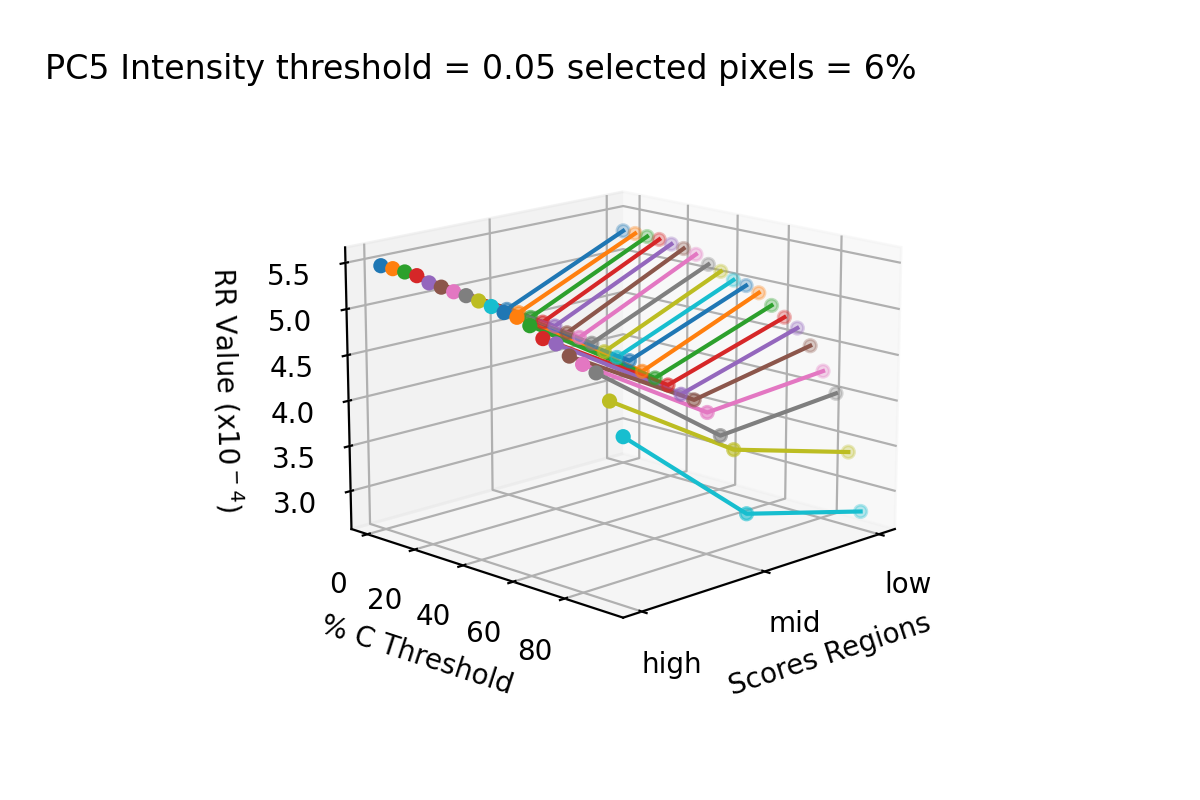 PC5 Intensity threshold = 0.05 selected pixels = 6%
RR Value (x10⁻⁴)
5.5
5.0
4.5
4.0
3.5
3.0
0
20
40
60
80
% C Threshold
high
mid
low
Scores Regions